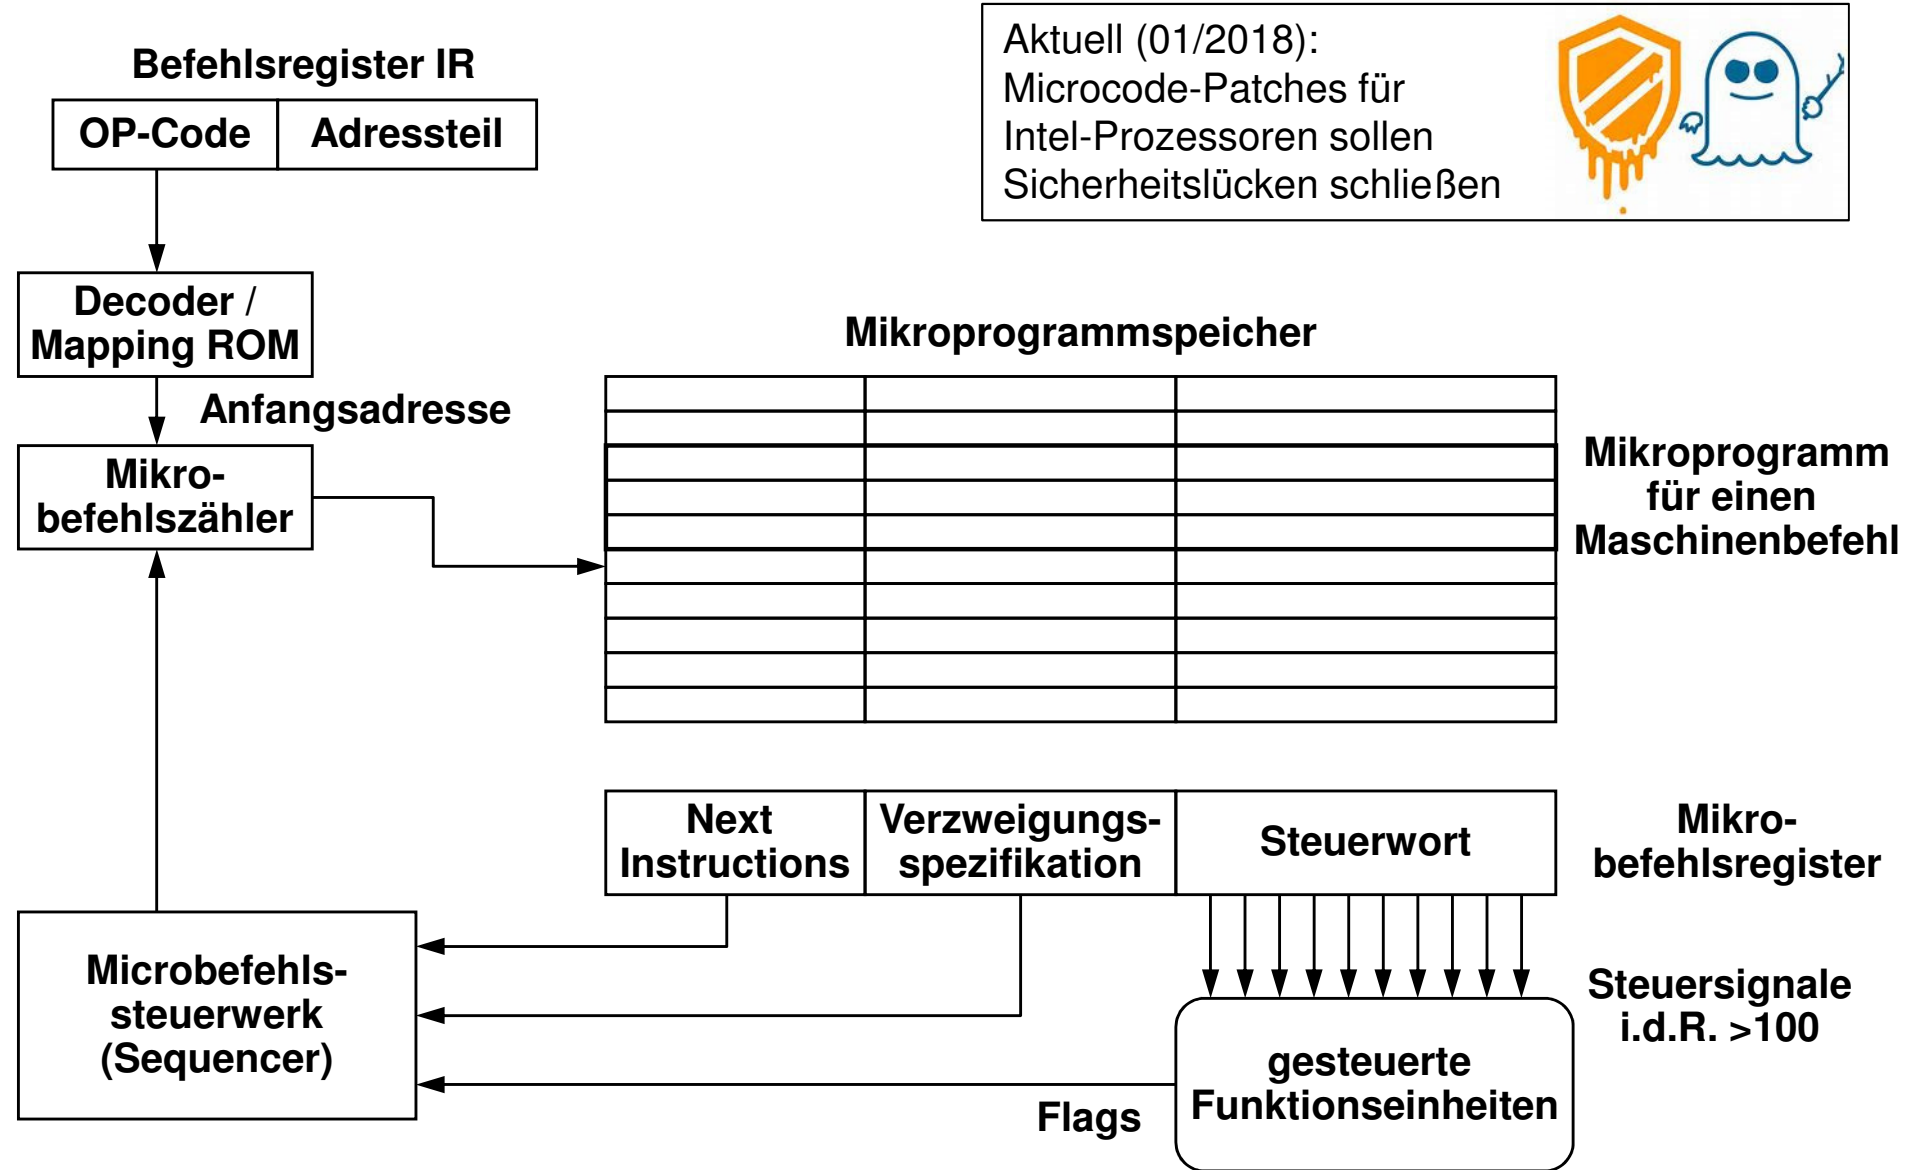 Befehlsregister IR
OP-Code
Adressteil
Aktuell (01/2018):
Microcode-Patches für
Intel-Prozessoren sollen
Sicherheitslücken schließen
Decoder /
Mapping ROM
Anfangsadresse
Mikro-
befehlszähler
Mikroprogrammspeicher
Mikroprogramm
für einen
Maschinenbefehl
Next
Instructions
Verzweigungs-
spezifikation
Steuerwort
Mikro-
befehlsregister
Microbefehls-
steuerwerk
(Sequencer)
Steuersignale
i.d.R. >100
gesteuerte
Funktionseinheiten
Flags